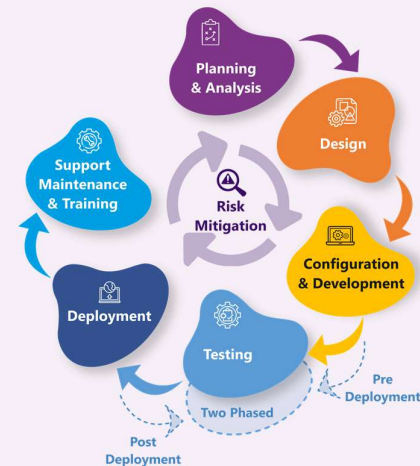 Planning
& Analysis
Design
Configuration
& Development
Testing
Two Phased
Pre
Deployment
Post
Deployment
Deployment
Support
Maintenance
& Training
Risk
Mitigation